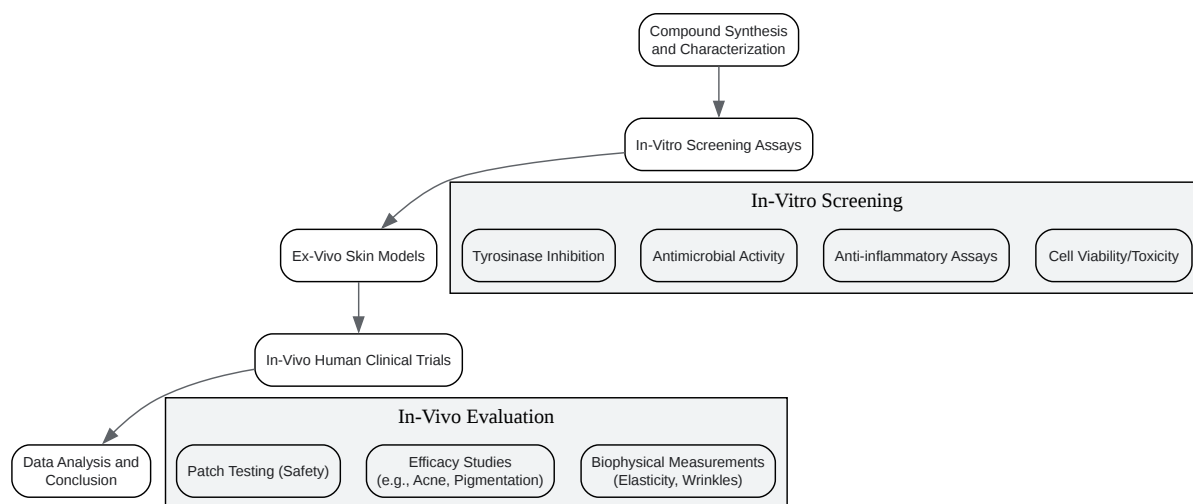 Compound Synthesis
and Characterization
In-Vitro Screening Assays
In-Vitro Screening
Ex-Vivo Skin Models
Tyrosinase Inhibition
Antimicrobial Activity
Anti-inflammatory Assays
Cell Viability/Toxicity
In-Vivo Human Clinical Trials
In-Vivo Evaluation
Data Analysis and
Conclusion
Patch Testing (Safety)
Efficacy Studies
(e.g., Acne, Pigmentation)
Biophysical Measurements
(Elasticity, Wrinkles)